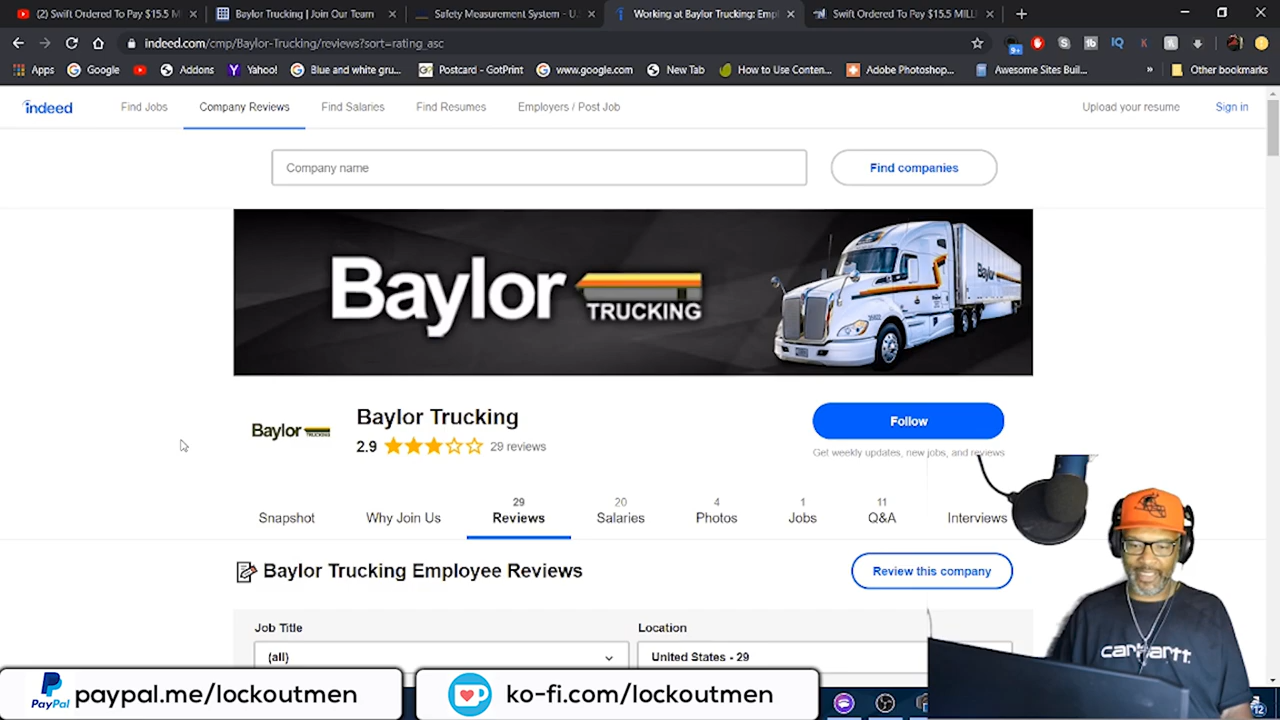 (2) Swift Ordered To Pay $15.5 M
Baylor Trucking | Join Our Team
Safety Measurement System - U.S
Working at Baylor Trucking: Empl
Swift Ordered To Pay $15.5 MILLI
indeed.com/cmp/Baylor-Trucking/reviews?sort=rating_asc
9+
tb
IQ
K
Apps
Google
Addons
Yahoo!
Blue and white gru...
Postcard - GotPrint
www.google.com
New Tab
How to Use Conten...
Adobe Photoshop...
Awesome Sites Buil...
»
Other bookmarks
indeed
Find Jobs
Company Reviews
Find Salaries
Find Resumes
Employers / Post Job
Upload your resume
Sign in
Company name
Find companies
Baylor
TRUCKING
Baylor
Baylor TRUCKING
Baylor Trucking
2.9
29 reviews
Follow
Get weekly updates, new jobs, and reviews
29
20
4
1
11
Snapshot
Why Join Us
Reviews
Salaries
Photos
Jobs
Q&A
Interviews
Baylor Trucking Employee Reviews
Review this company
Job Title
Location
(all)
United States - 29
carhartt
PayPal
paypal.me/lockoutmen
ko-fi.com/lockoutmen
12